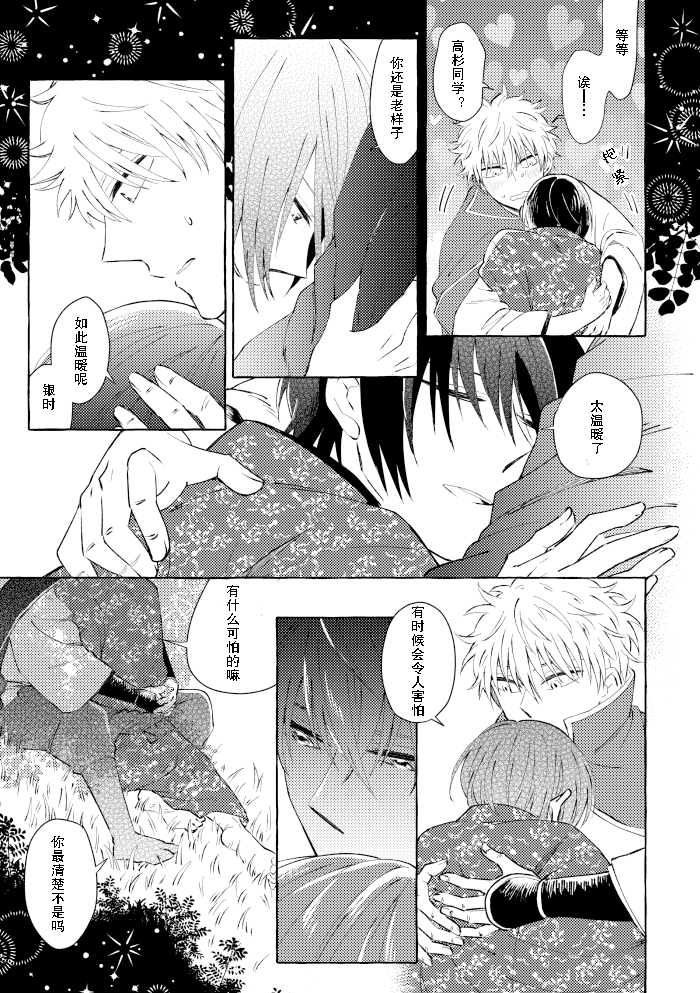 等等
诶——…
高杉同学？
抱紧
你还是老样子
如此温暖呢
银时
太温暖了
有时候会令人害怕
有什么可怕的嘛
你最清楚不是吗